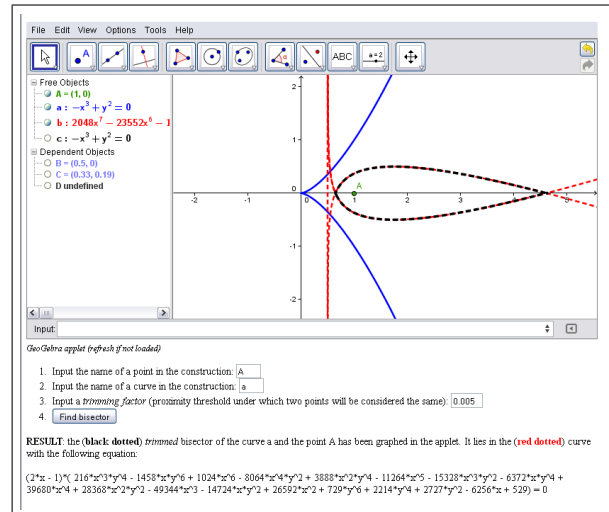 File Edit View Options Tools Help
A
ABC
a=2
Free Objects
A = (1, 0)
a : −x³ + y² = 0
b : 2048x⁷ − 23552x⁶ − 1
c : −x³ + y² = 0
Dependent Objects
B = (0.5, 0)
C = (0.33, 0.19)
D undefined
2
1
0
-1
-2
-2 -1 0 1 2 3 4 5
A
Input:
GeoGebra applet (refresh if not loaded)
1. Input the name of a point in the construction: A
2. Input the name of a curve in the construction: a
3. Input a trimming factor (proximity threshold under which two points will be considered the same): 0.005
4. Find bisector
RESULT: the (black dotted) trimmed bisector of the curve a and the point A has been graphed in the applet. It lies in the (red dotted) curve
with the following equation:
(2*x - 1)*( 216*x^3*y^4 - 1458*x*y^6 + 1024*x^6 - 8064*x^4*y^2 + 3888*x^2*y^4 - 11264*x^5 - 15328*x^3*y^2 - 6372*x*y^4 +
39680*x^4 + 28368*x^2*y^2 - 49344*x^3 - 14724*x*y^2 + 26592*x^2 + 729*y^6 + 2214*y^4 + 2727*y^2 - 6256*x + 529) = 0